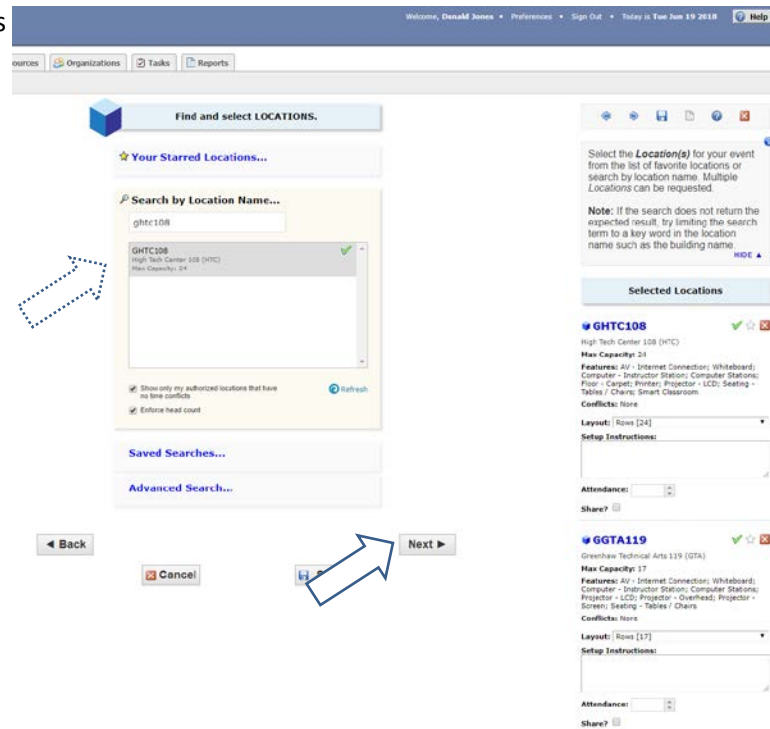 s
Welcome, Donald Jones • Preferences • Sign Out • Today is Tue Jun 19 2018 Help
ources Organizations Tasks Reports
Find and select LOCATIONS.
Your Starred Locations...
Search by Location Name...
ghtc108
GHTC108
High Tech Center 108 (HTC)
Max Capacity: 24
Show only my authorized locations that have
no time conflicts
Refresh
Enforce head count
Saved Searches...
Advanced Search...
Back
Next
Cancel
S
Select the Location(s) for your event
from the list of favorite locations or
search by location name. Multiple
Locations can be requested.
Note: If the search does not return the
expected result, try limiting the search
term to a key word in the location
name such as the building name.
HIDE
Selected Locations
GHTC108
High Tech Center 108 (HTC)
Max Capacity: 24
Features: AV - Internet Connection; Whiteboard;
Computer - Instructor Station; Computer Stations;
Floor - Carpet; Printer; Projector - LCD; Seating -
Tables / Chairs; Smart Classroom
Conflicts: None
Layout: Rows [24]
Setup Instructions:
Attendance:
Share?
GGTA119
Greenhaw Technical Arts 119 (GTA)
Max Capacity: 17
Features: AV - Internet Connection; Whiteboard;
Computer - Instructor Station; Computer Stations;
Projector - LCD; Projector - Overhead; Projector -
Screen; Seating - Tables / Chairs
Conflicts: None
Layout: Rows [17]
Setup Instructions:
Attendance:
Share?